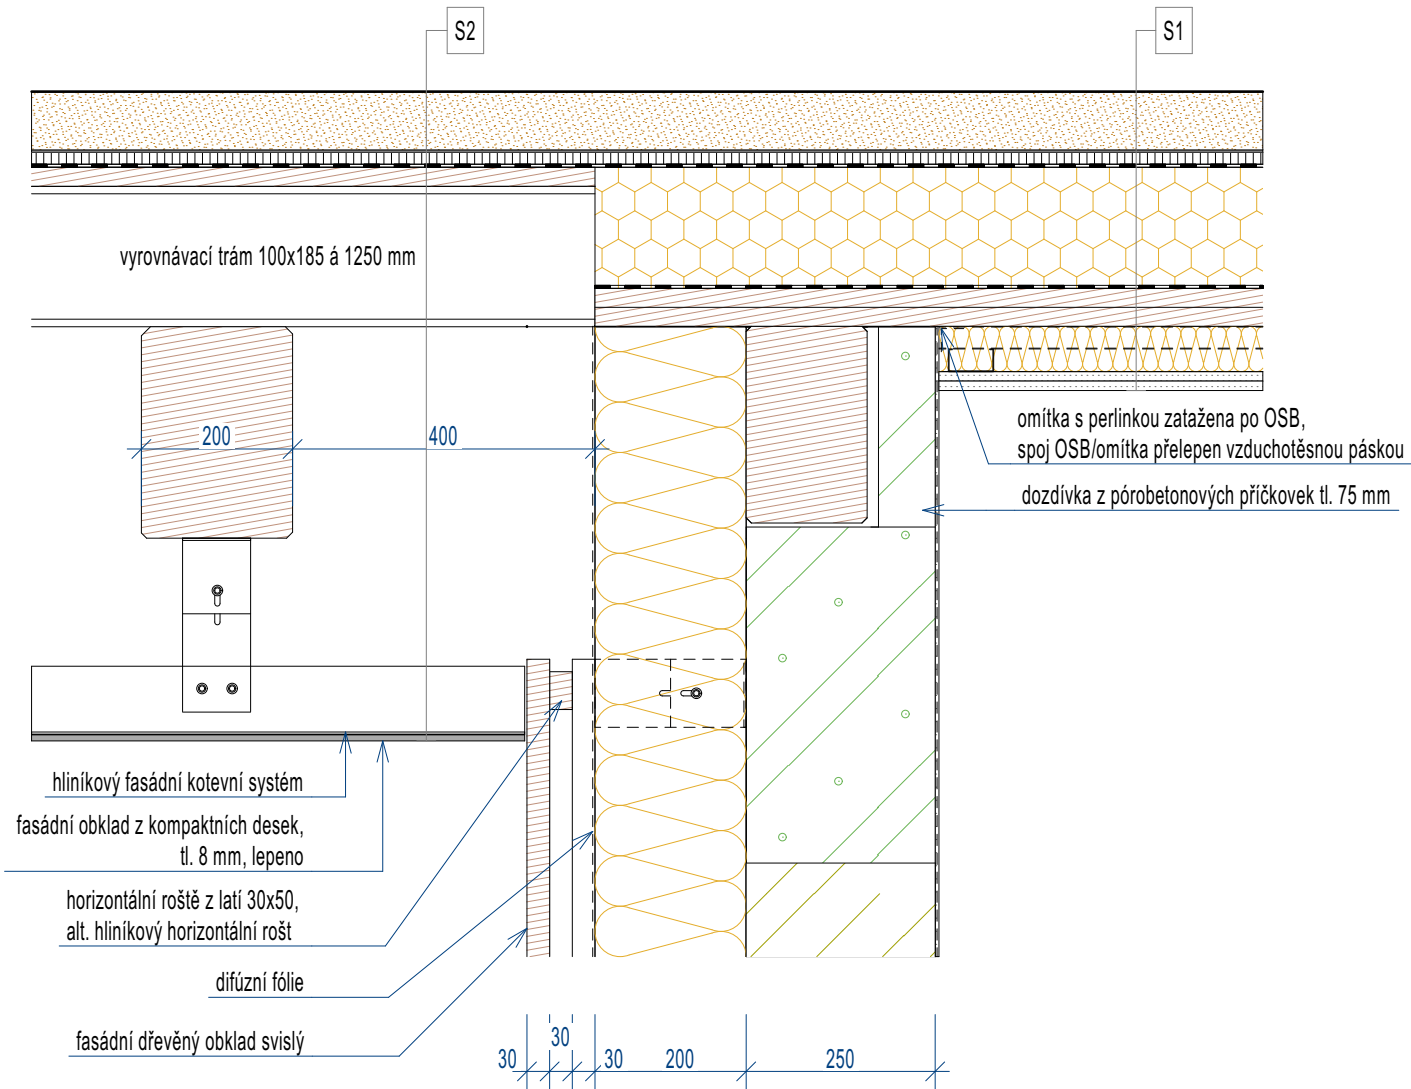 S2
S1
vyrovnávací trám 100x185 á 1250 mm
200
400
omítka s perlinkou zatažena po OSB,
spoj OSB/omítka přelepen vzduchotěsnou páskou
dozdívka z pórobetonových příčkovek tl. 75 mm
hliníkový fasádní kotevní systém
fasádní obklad z kompaktních desek,
tl. 8 mm, lepeno
horizontální roště z latí 30x50,
alt. hliníkový horizontální rošt
difúzní fólie
fasádní dřevěný obklad svislý
30
30
30
200
250